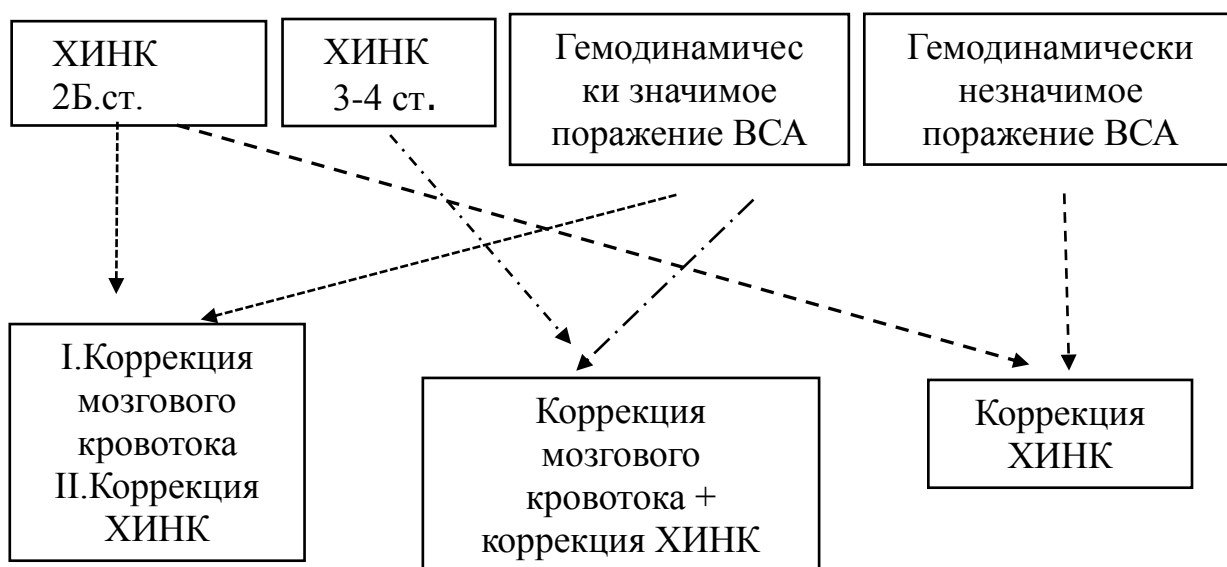 ХИНК
2Б.ст.
ХИНК
3-4 ст.
Гемодинамичес
ки значимое
поражение ВСА
Гемодинамически
незначимое
поражение ВСА
I.Коррекция
мозгового
кровотока
II.Коррекция
ХИНК
Коррекция
мозгового
кровотока +
коррекция ХИНК
Коррекция
ХИНК